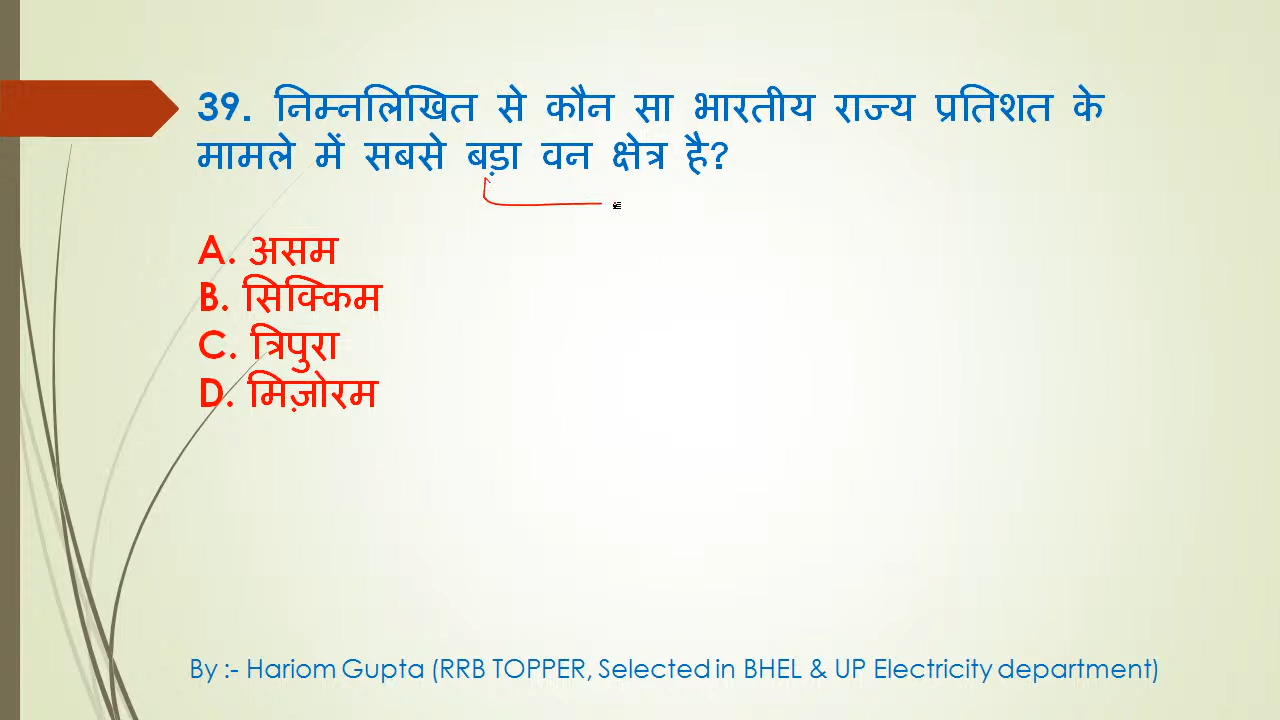 39. निम्नलिखित से कौन सा भारतीय राज्य प्रतिशत के
मामले में सबसे बड़ा वन क्षेत्र है?
A. असम
B. सिक्किम
C. त्रिपुरा
D. मिज़ोरम
By :- Hariom Gupta (RRB TOPPER, Selected in BHEL & UP Electricity department)